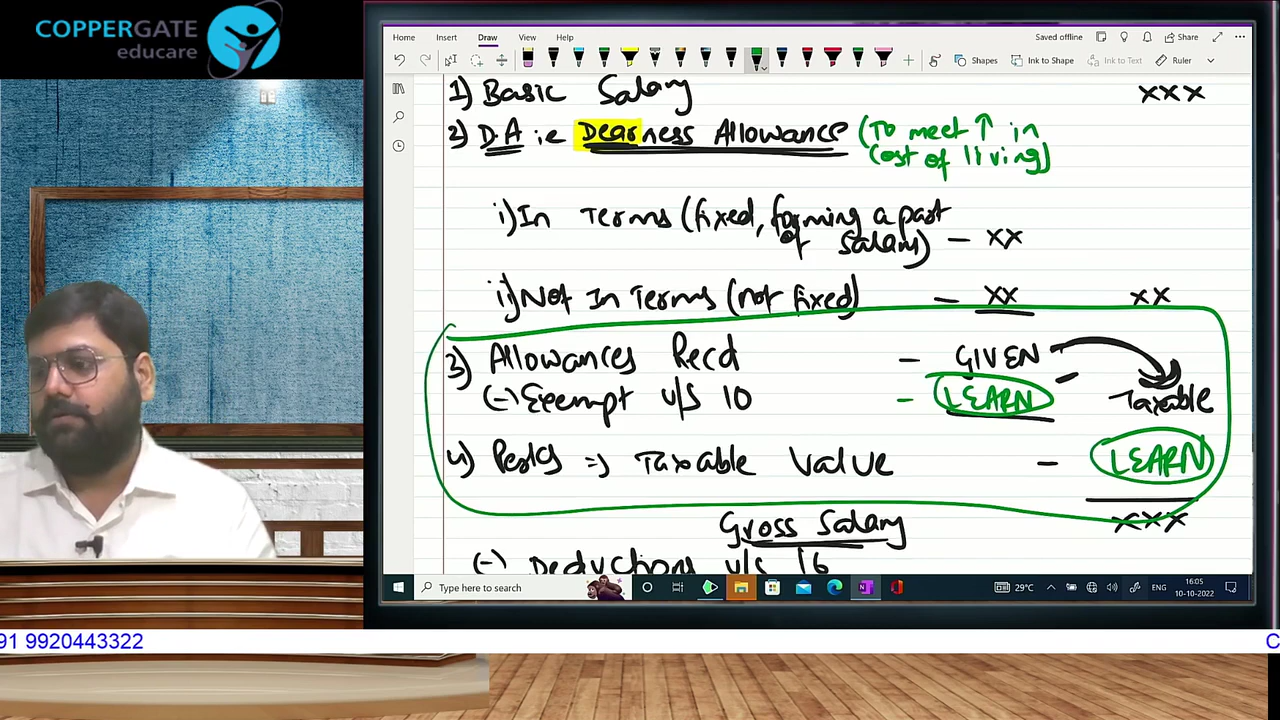 COPPERGATE
educare
Home Insert Draw View Help
Saved offline
Share
Shapes
Ink to Shape
Ink to Text
Ruler
1) Basic Salary xxx
2) D.A ie Dearness Allowance (To meet ↑ in
cost of living)
i) In Terms (fixed, forming a part
of salary) – xx
ii) Not In Terms (not fixed) – xx xx
3) Allowances Recd – GIVEN
(-) Exempt u/s 10 – LEARN – Taxable
4) Perks => Taxable Value – LEARN
Gross Salary xxx
(-) Deductions u/s 16
Type here to search
29°C
ENG
16:05
10-10-2022
91 9920443322
C